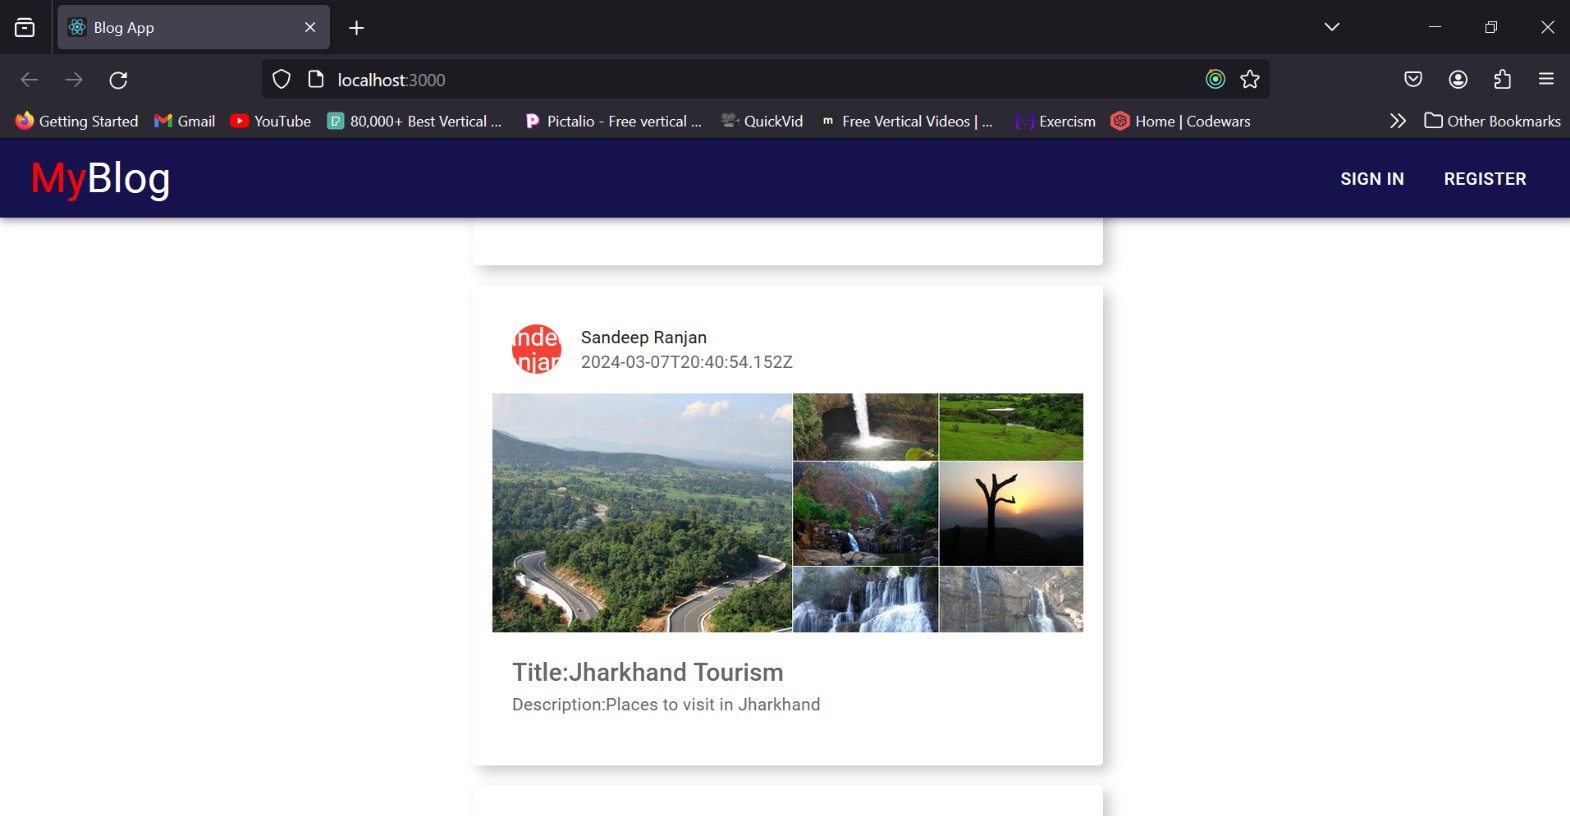 Blog App
localhost:3000
Getting Started Gmail YouTube 80,000+ Best Vertical ... Pictalio - Free vertical ... QuickVid Free Vertical Videos | ... Exercism Home | Codewars Other Bookmarks
MyBlog SIGN IN REGISTER
Sandeep Ranjan
2024-03-07T20:40:54.152Z
Title:Jharkhand Tourism
Description:Places to visit in Jharkhand